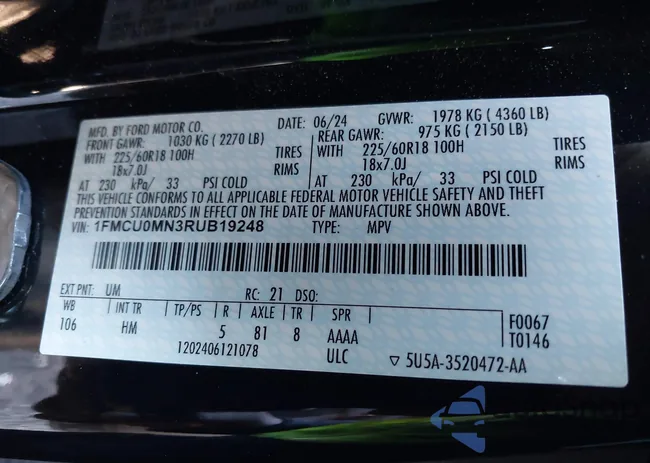 MFD. BY FORD MOTOR CO. DATE: 06/24 GVWR: 1978 KG ( 4360 LB)
FRONT GAWR: 1030 KG ( 2270 LB) REAR GAWR: 975 KG ( 2150 LB)
WITH 225/60R18 100H TIRES WITH 225/60R18 100H TIRES
18x7.0J RIMS 18x7.0J RIMS
AT 230 kPa/ 33 PSI COLD AT 230 kPa/ 33 PSI COLD
THIS VEHICLE CONFORMS TO ALL APPLICABLE FEDERAL MOTOR VEHICLE SAFETY AND THEFT
PREVENTION STANDARDS IN EFFECT ON THE DATE OF MANUFACTURE SHOWN ABOVE.
VIN: 1FMCU0MN3RUB19248 TYPE: MPV
EXT PNT: UM RC: 21 DSO:
WB INT TR TP/PS R AXLE TR SPR
106 HM 5 81 8 AAAA F0067
T0146
1202406121078 ULC ▽ 5U5A-3520472-AA